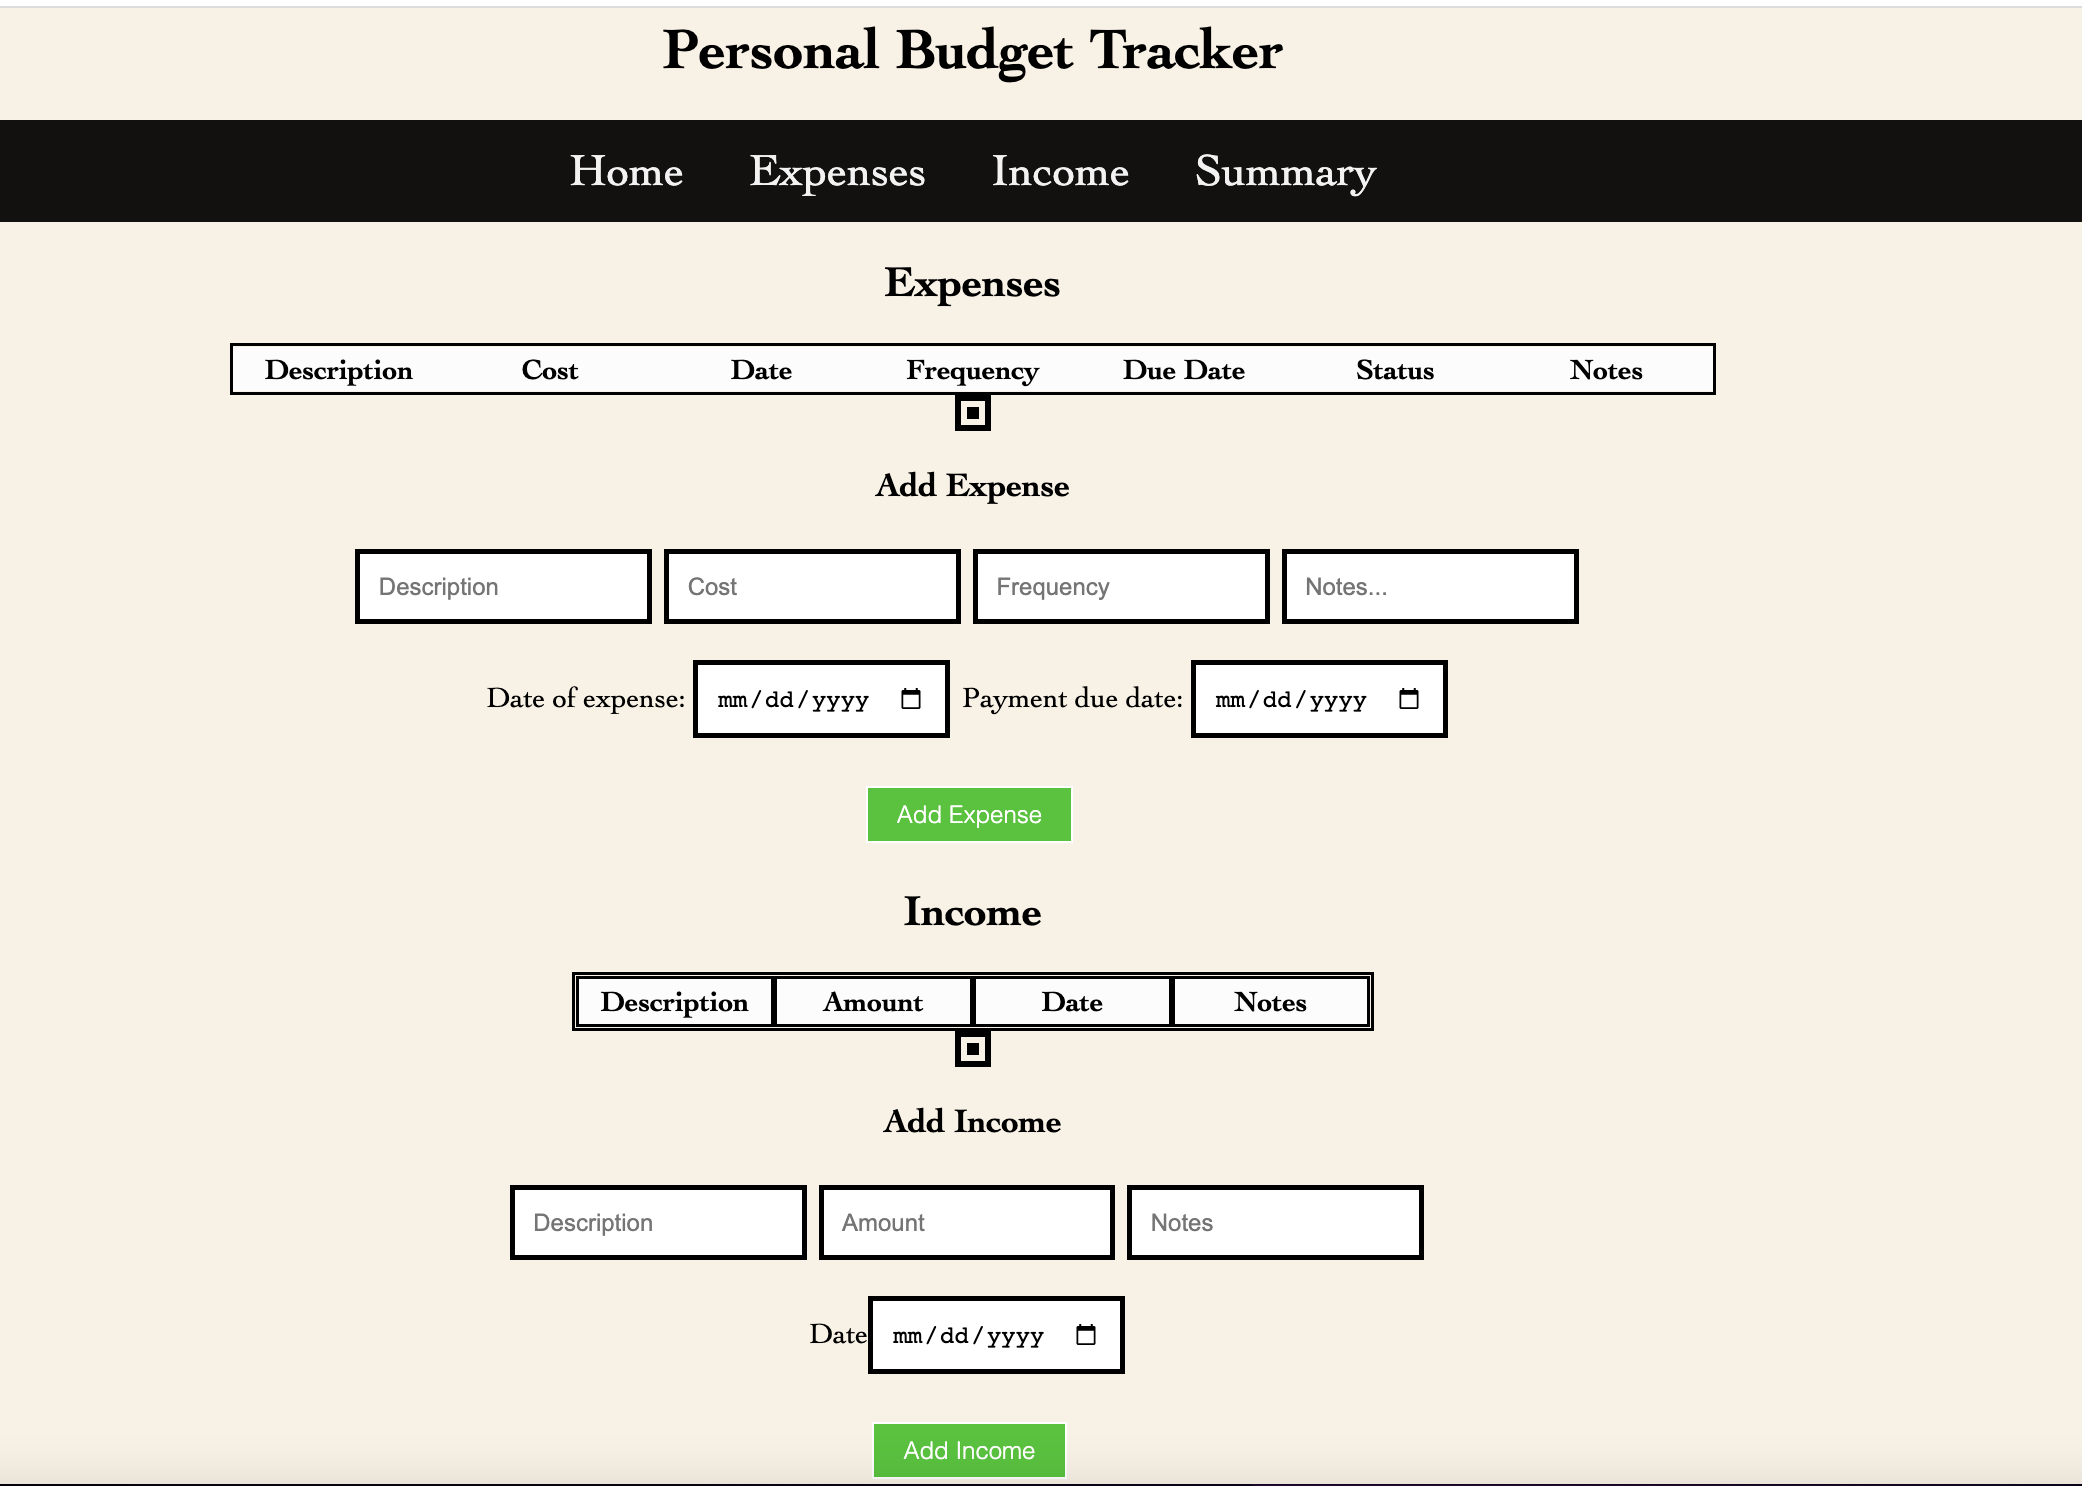 Personal Budget Tracker
Home Expenses Income Summary
Expenses
Description Cost Date Frequency Due Date Status Notes
Add Expense
Description Cost Frequency Notes...
Date of expense: mm/dd/yyyy Payment due date: mm/dd/yyyy
Add Expense
Income
Description Amount Date Notes
Add Income
Description Amount Notes
Date mm/dd/yyyy
Add Income